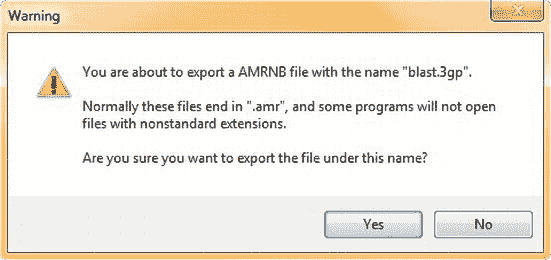 Warning
You are about to export a AMRNB file with the name "blast.3gp".
Normally these files end in ".amr", and some programs will not open
files with nonstandard extensions.
Are you sure you want to export the file under this name?
Yes
No